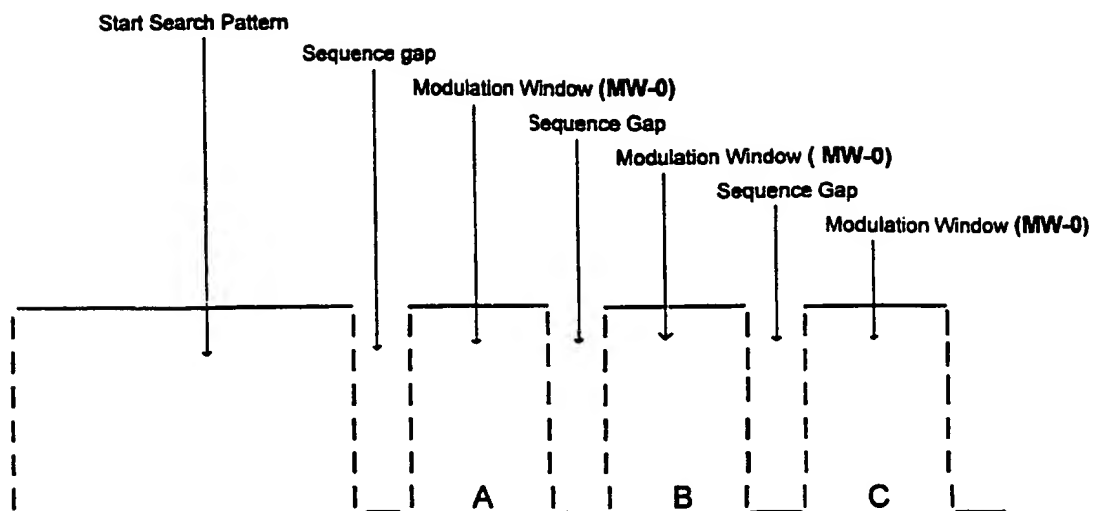 Start Search Pattern
Sequence gap
Modulation Window (MW-0)
Sequence Gap
Modulation Window ( MW-0)
Sequence Gap
Modulation Window (MW-0)
A B C